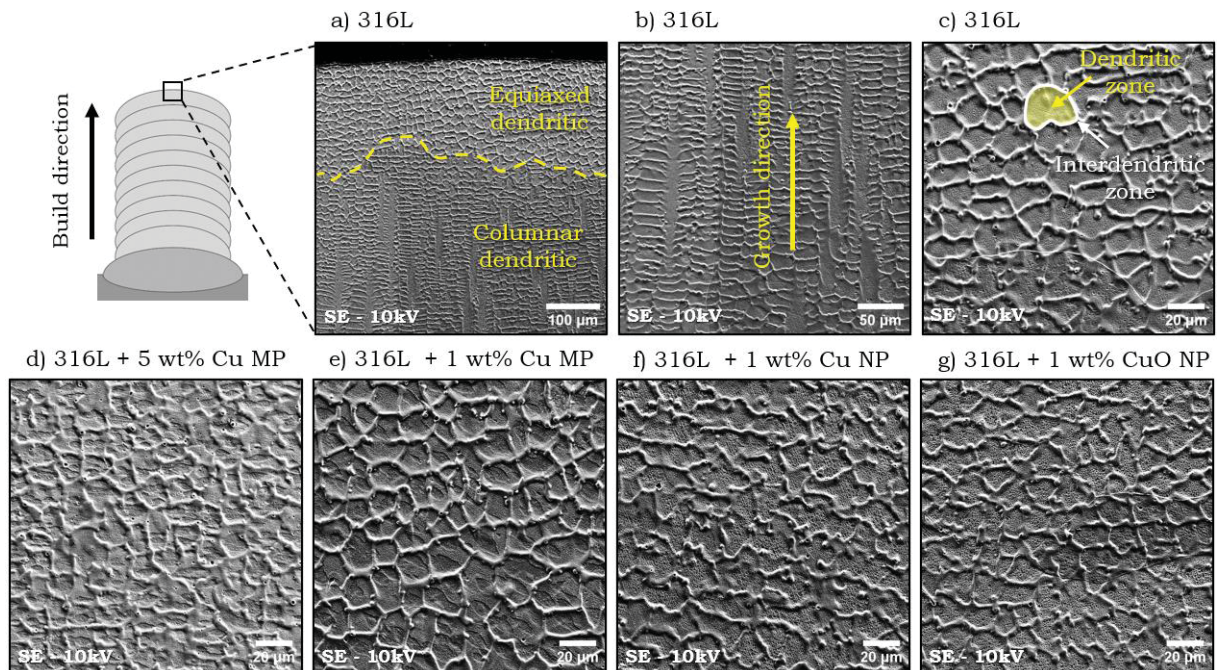 a) 316L
b) 316L
c) 316L
Build direction
Equiaxed
dendritic
Columnar
dendritic
SE - 10kV
100 μm
Growth direction
SE - 10kV
50 μm
Dendritic
zone
Interdendritic
zone
SE - 10kV
20 μm
d) 316L + 5 wt% Cu MP
e) 316L + 1 wt% Cu MP
f) 316L + 1 wt% Cu NP
g) 316L + 1 wt% CuO NP
SE - 10kV
20 μm
SE - 10kV
20 μm
SE - 10kV
20 μm
SE - 10kV
20 μm